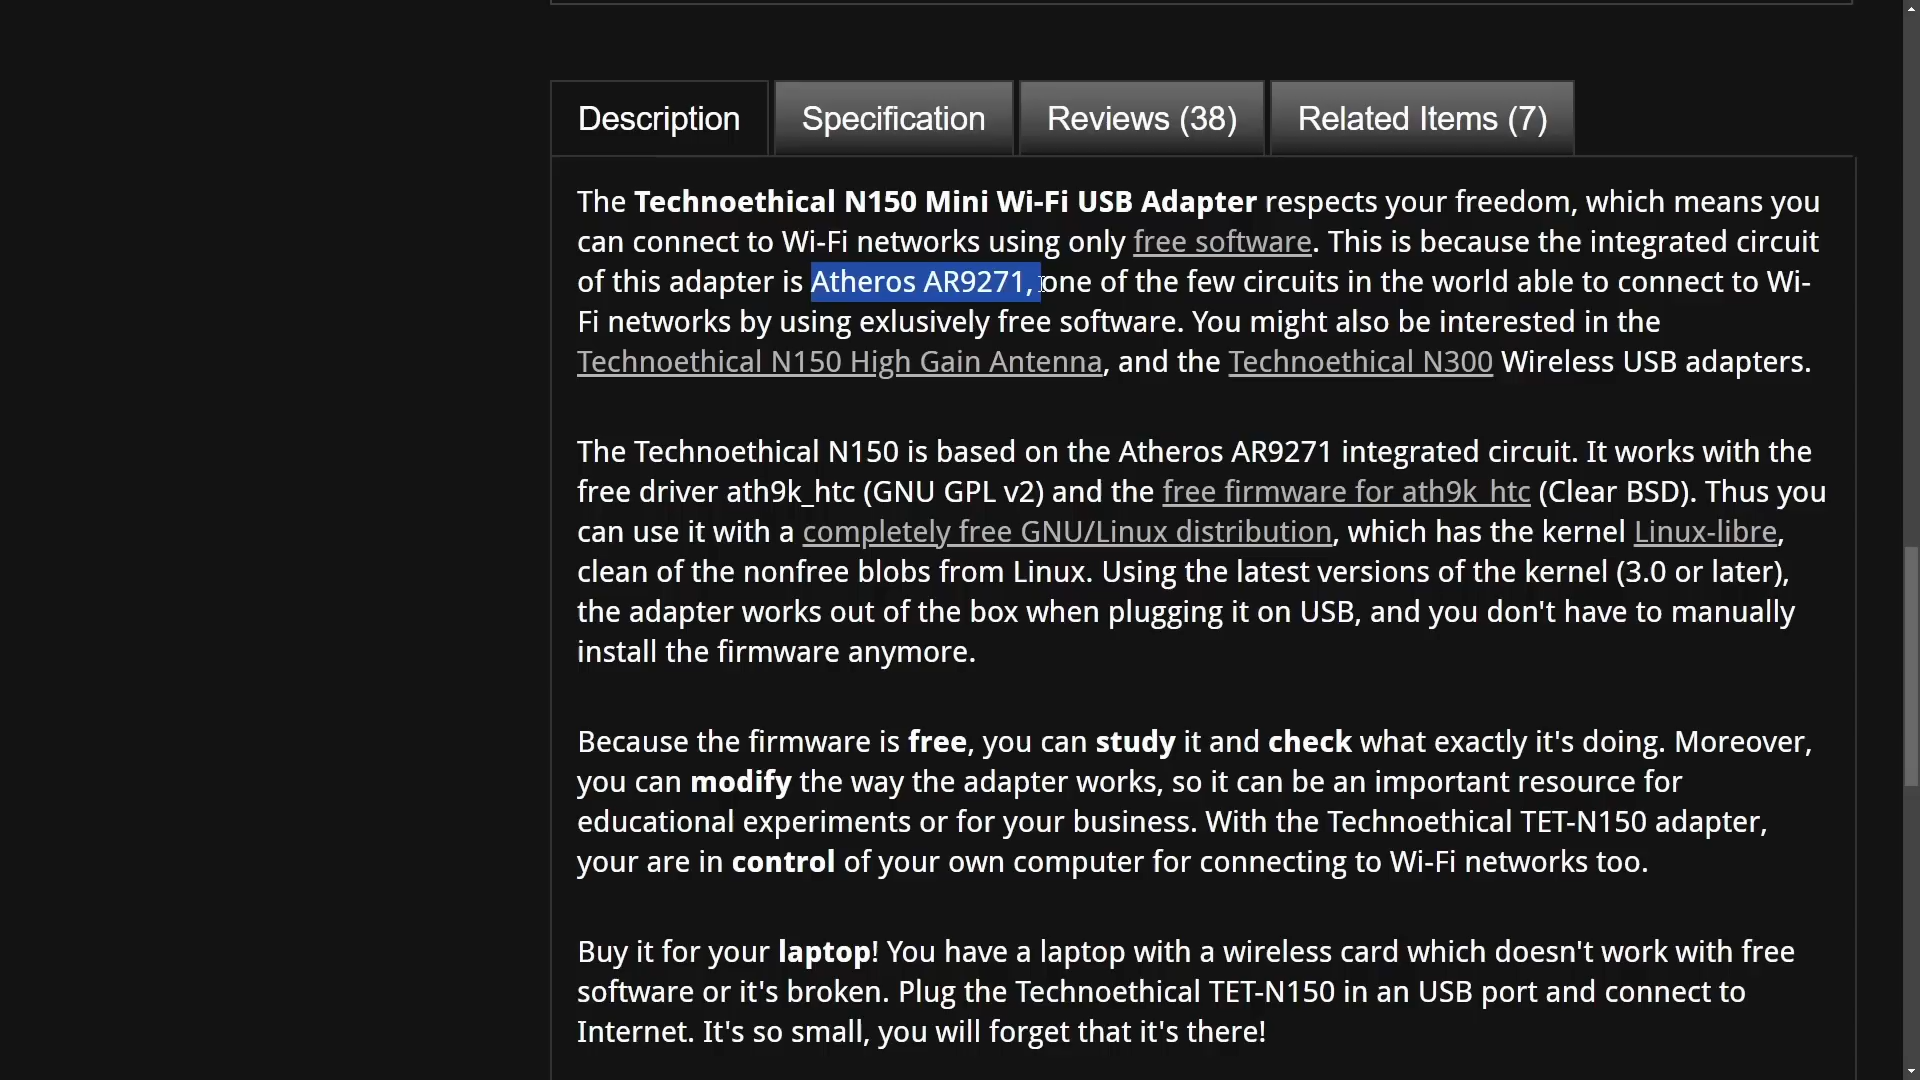 Description
Specification
Reviews (38)
Related Items (7)
The Technoethical N150 Mini Wi-Fi USB Adapter respects your freedom, which means you
can connect to Wi-Fi networks using only free software. This is because the integrated circuit
of this adapter is Atheros AR9271, one of the few circuits in the world able to connect to Wi-
Fi networks by using exlusively free software. You might also be interested in the
Technoethical N150 High Gain Antenna, and the Technoethical N300 Wireless USB adapters.
The Technoethical N150 is based on the Atheros AR9271 integrated circuit. It works with the
free driver ath9k_htc (GNU GPL v2) and the free firmware for ath9k_htc (Clear BSD). Thus you
can use it with a completely free GNU/Linux distribution, which has the kernel Linux-libre,
clean of the nonfree blobs from Linux. Using the latest versions of the kernel (3.0 or later),
the adapter works out of the box when plugging it on USB, and you don't have to manually
install the firmware anymore.
Because the firmware is free, you can study it and check what exactly it's doing. Moreover,
you can modify the way the adapter works, so it can be an important resource for
educational experiments or for your business. With the Technoethical TET-N150 adapter,
your are in control of your own computer for connecting to Wi-Fi networks too.
Buy it for your laptop! You have a laptop with a wireless card which doesn't work with free
software or it's broken. Plug the Technoethical TET-N150 in an USB port and connect to
Internet. It's so small, you will forget that it's there!